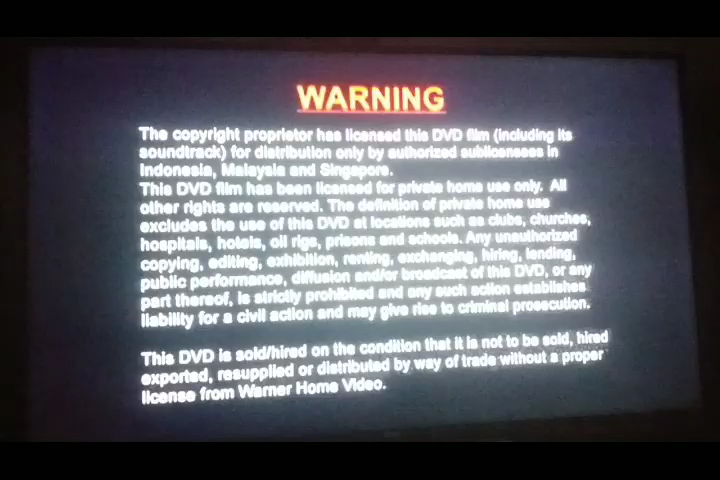 WARNING
The copyright proprietor has licensed this DVD film (including its
soundtrack) for distribution only by authorized sublicensees in
Indonesia, Malaysia and Singapore.
This DVD film has been licensed for private home use only. All
other rights are reserved. The definition of private home use
excludes the use of this DVD at locations such as clubs, churches,
hospitals, hotels, oil rigs, prisons and schools. Any unauthorized
copying, editing, exhibition, renting, exchanging, hiring, lending,
public performance, diffusion and/or broadcast of this DVD, or any
part thereof, is strictly prohibited and any such action establishes
liability for a civil action and may give rise to criminal prosecution.
This DVD is sold/hired on the condition that it is not to be sold, hired
exported, resupplied or distributed by way of trade without a proper
license from Warner Home Video.